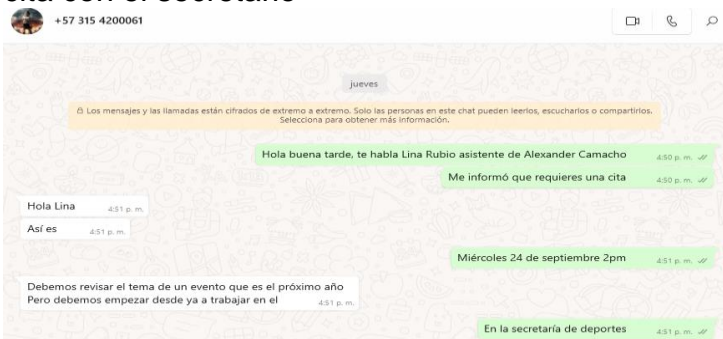 cita con el secretario
+57 315 4200061
jueves
Los mensajes y las llamadas están cifrados de extremo a extremo. Solo las personas en este chat pueden leerlos, escucharlos o compartirlos.
Selecciona para obtener más información.
Hola buena tarde, te habla Lina Rubio asistente de Alexander Camacho 4:50 p. m.
Me informó que requieres una cita 4:50 p. m.
Hola Lina 4:51 p. m.
Así es 4:51 p. m.
Miércoles 24 de septiembre 2pm 4:51 p. m.
Debemos revisar el tema de un evento que es el próximo año
Pero debemos empezar desde ya a trabajar en el 4:51 p. m.
En la secretaría de deportes 4:51 p. m.